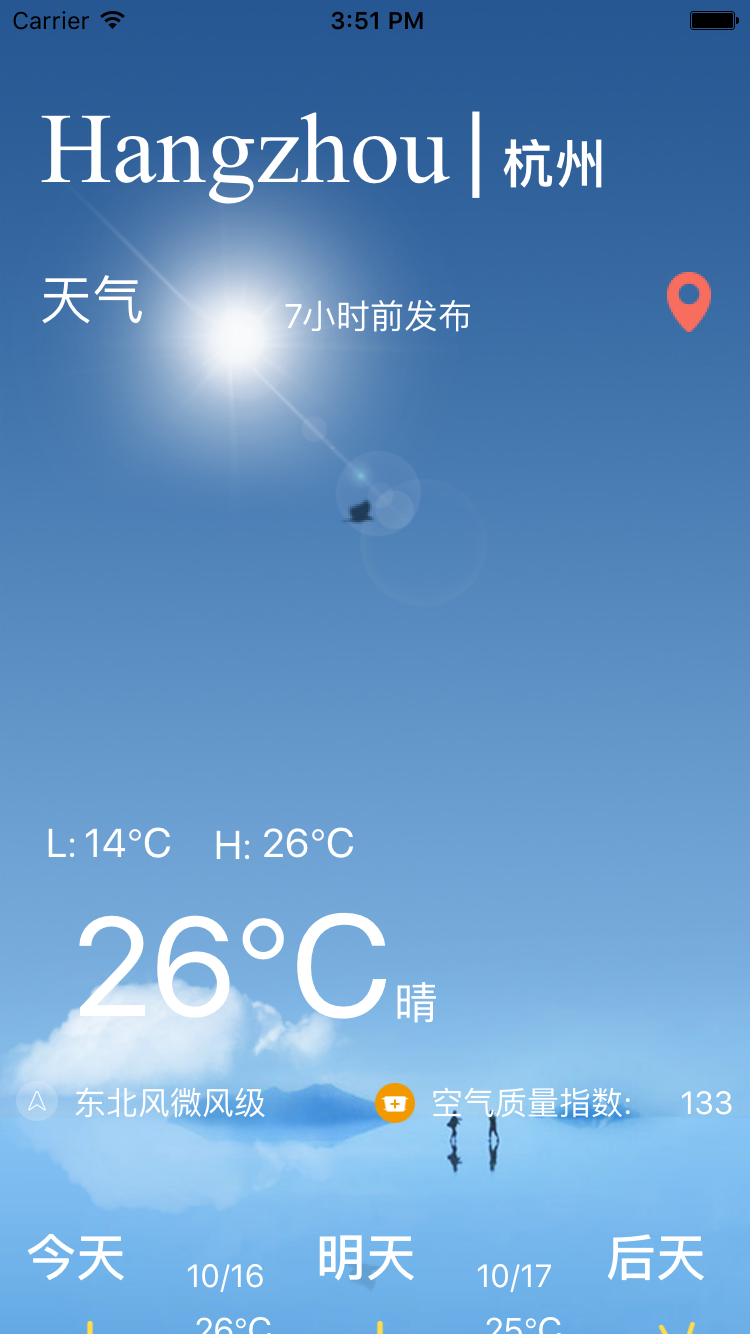 Carrier 3:51 PM
Hangzhou | 杭州
天气 7小时前发布
L: 14°C H: 26°C
26°C 晴
东北风微风级 空气质量指数: 133
今天 10/16 明天 10/17 后天
26°C 25°C